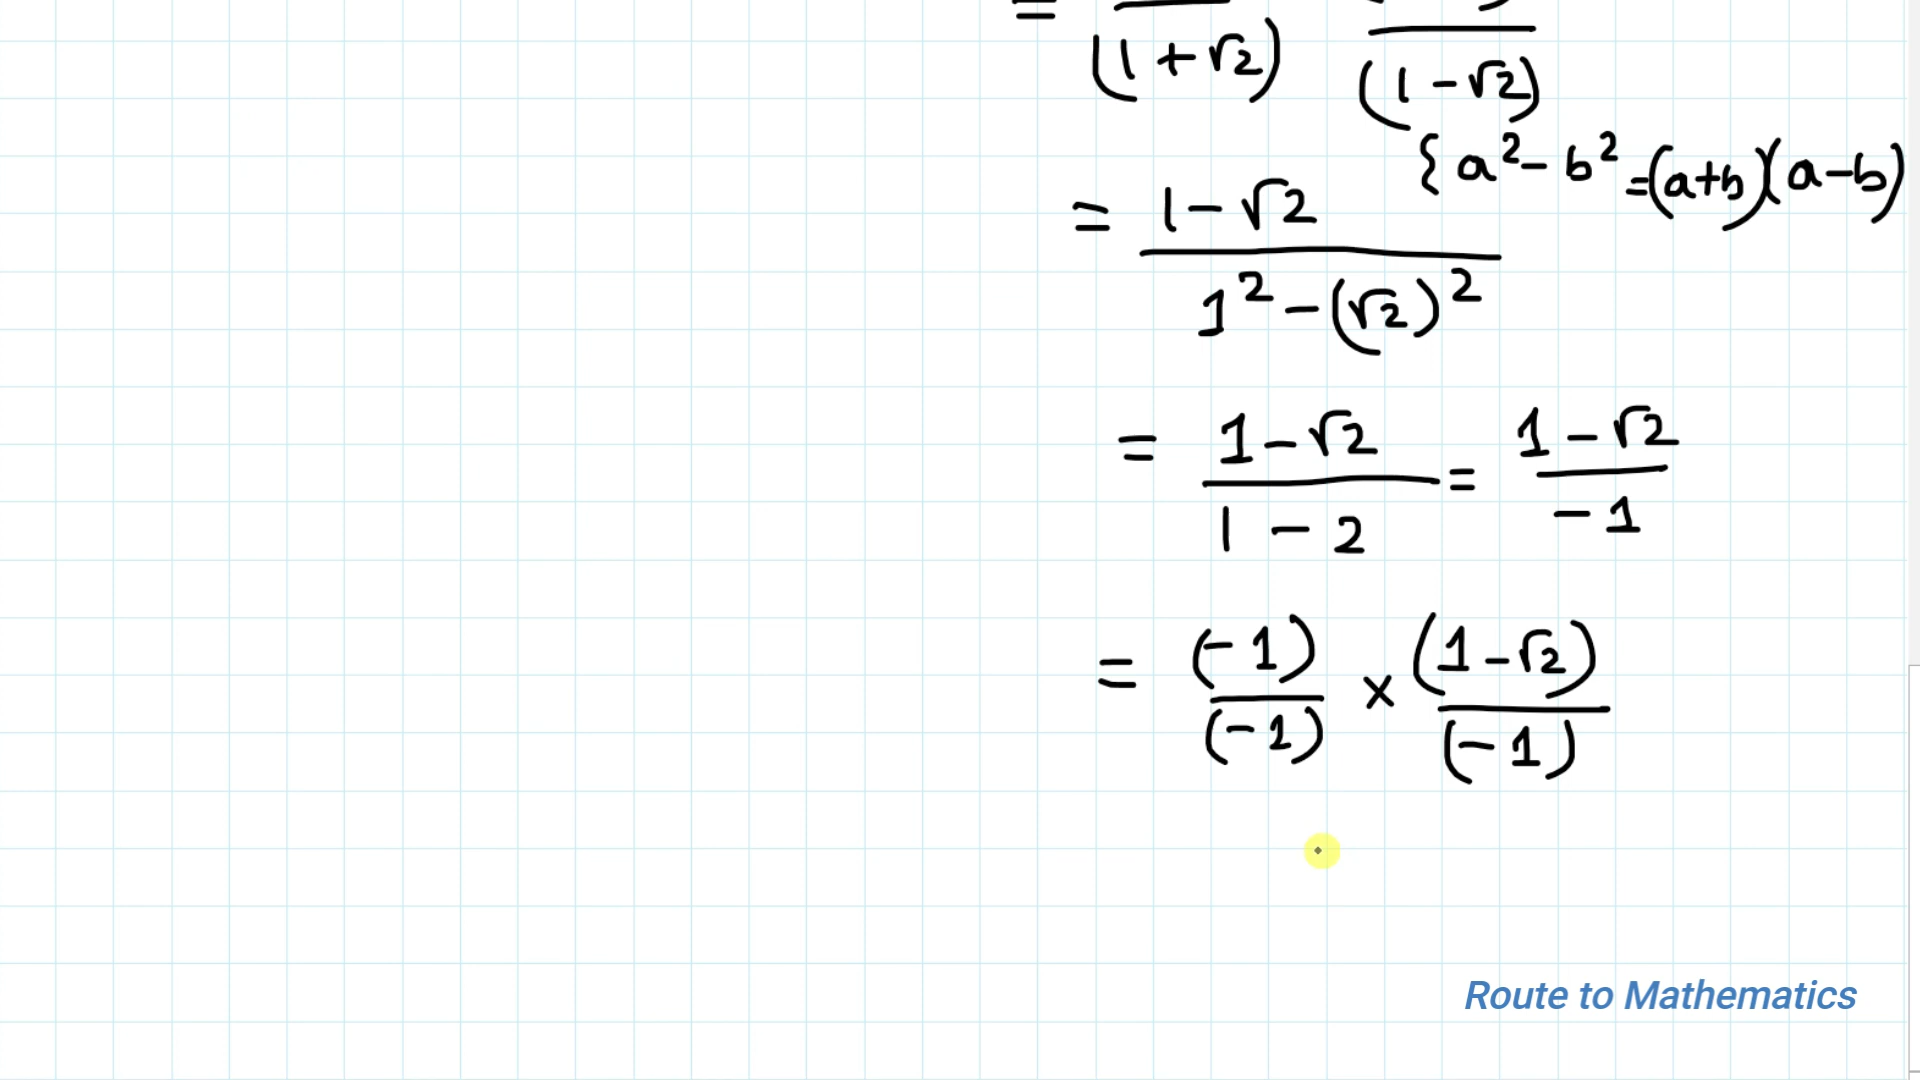 =
(1+√2) (1-√2)
{ a²-b²=(a+b)(a-b)
= 1-√2
1²-(√2)²
= 1-√2 = 1-√2
1-2 -1
= (-1) × (1-√2)
(-1) (-1)
Route to Mathematics